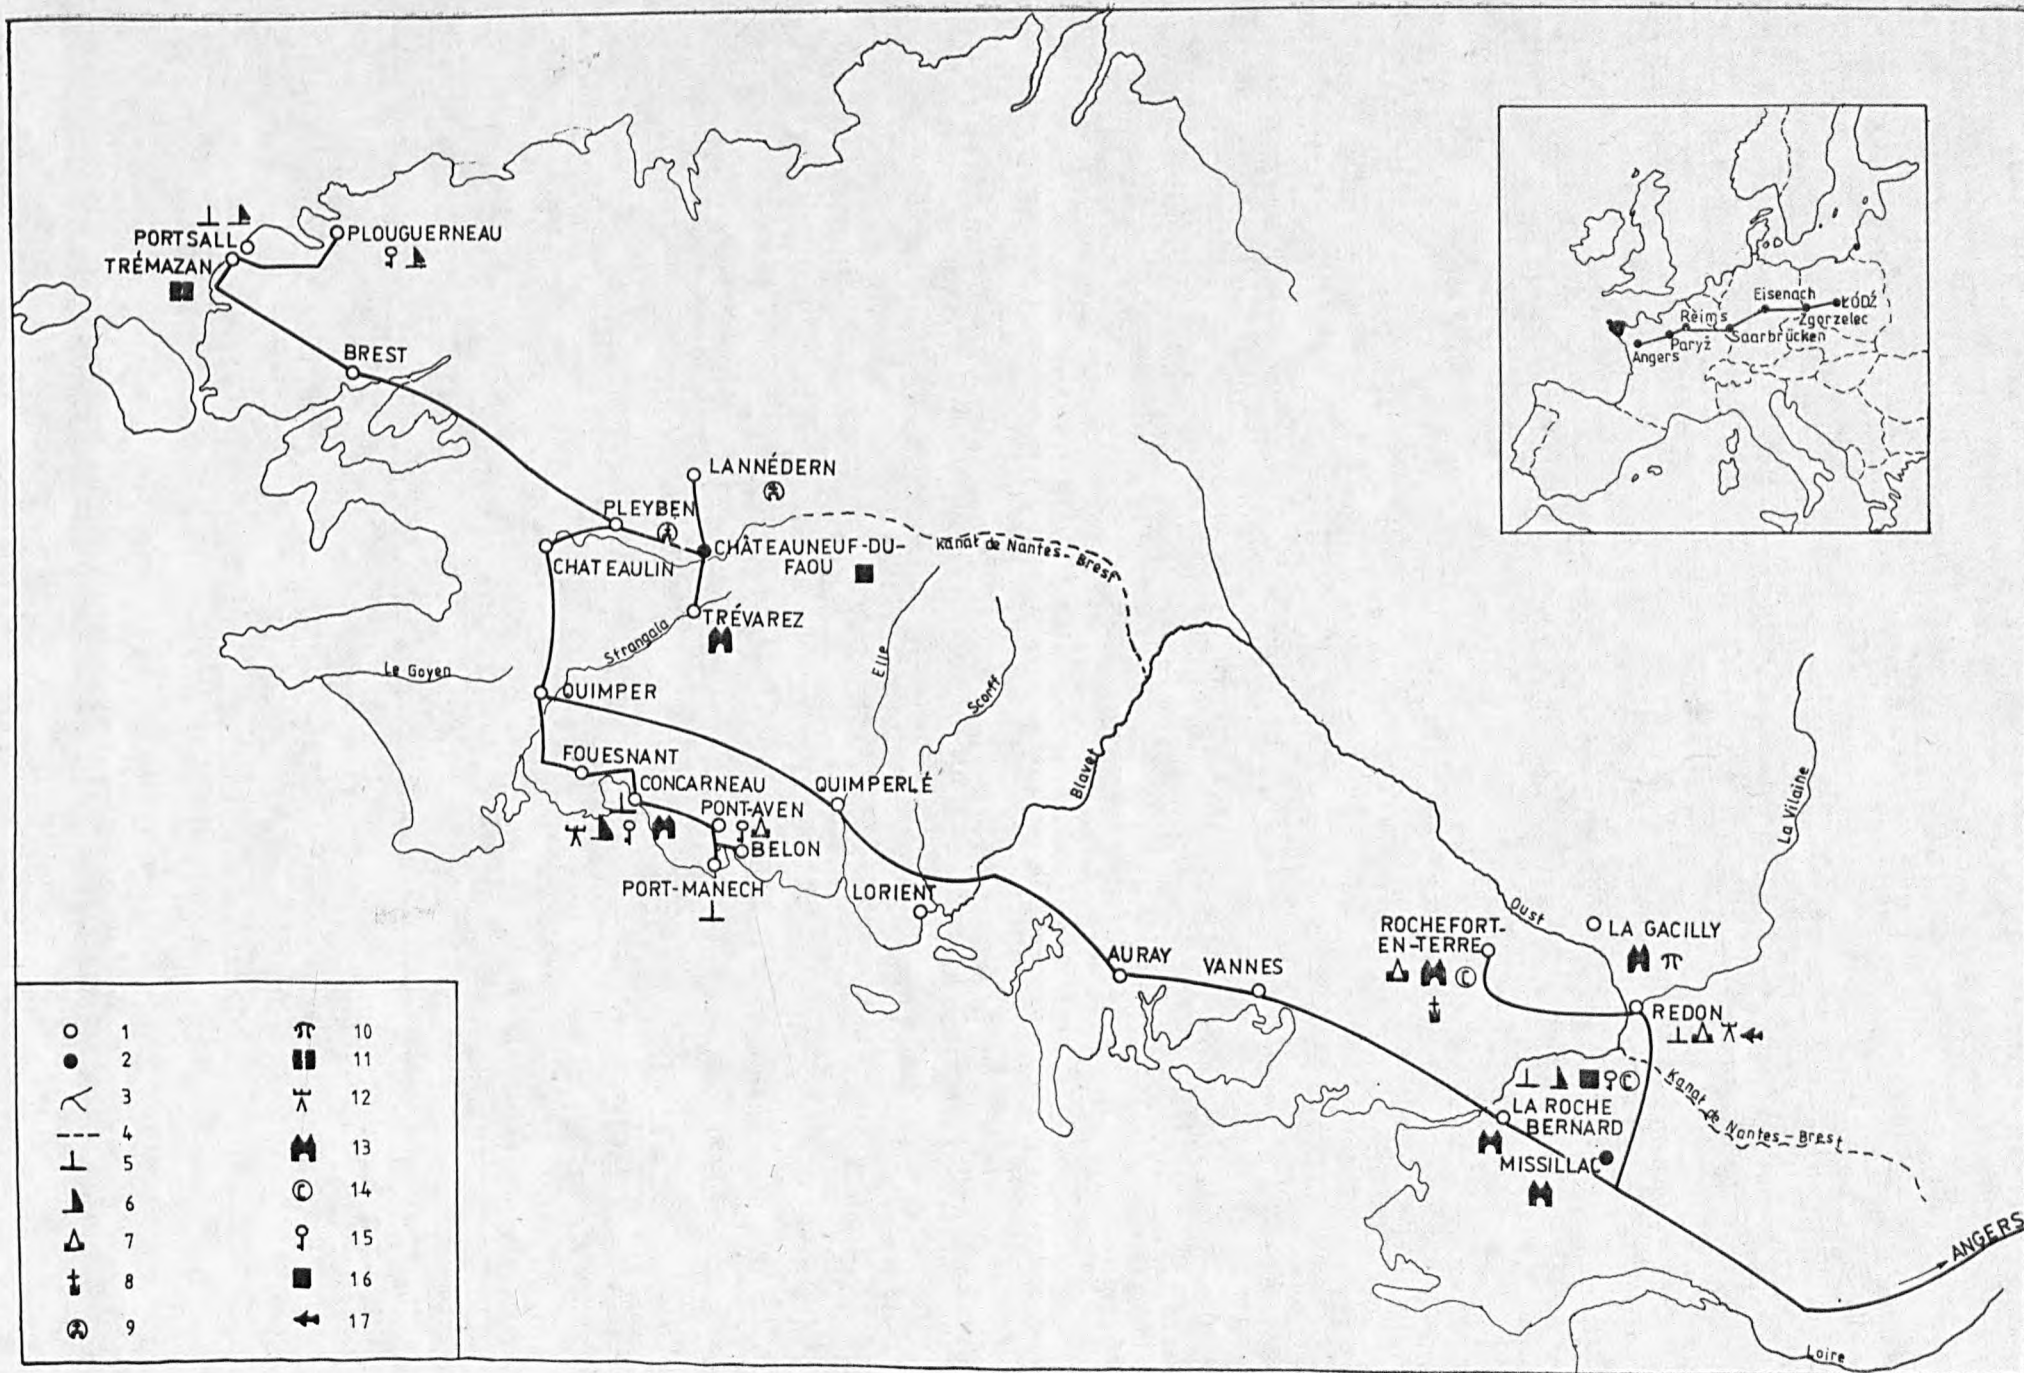 PORTSALL
TRÉMAZAN
PLOUGUERNEAU
BREST
LANNÉDERN
PLEYBEN
CHATEAULIN
CHÂTEAUNEUF-DU-
FAOU
Kanał de Nantes-Brest
TRÉVAREZ
Strangala
Le Goyen
QUIMPER
Elle
Scorff
Blavet
FOUESNANT
CONCARNEAU
PONT-AVEN
BELON
PORT-MANECH
QUIMPERLÉ
LORIENT
AURAY
VANNES
Oust
La Vilaine
ROCHEFORT-
EN-TERRE
LA GACILLY
REDON
Kanał de Nantes-Brest
LA ROCHE
BERNARD
MISSILLAC
ANGERS
Loire
Eisenach
ŁÓDŹ
Zgorzelec
Reims
Saarbrücken
Paryż
Angers
1
2
3
4
5
6
7
8
9
10
11
12
13
14
15
16
17